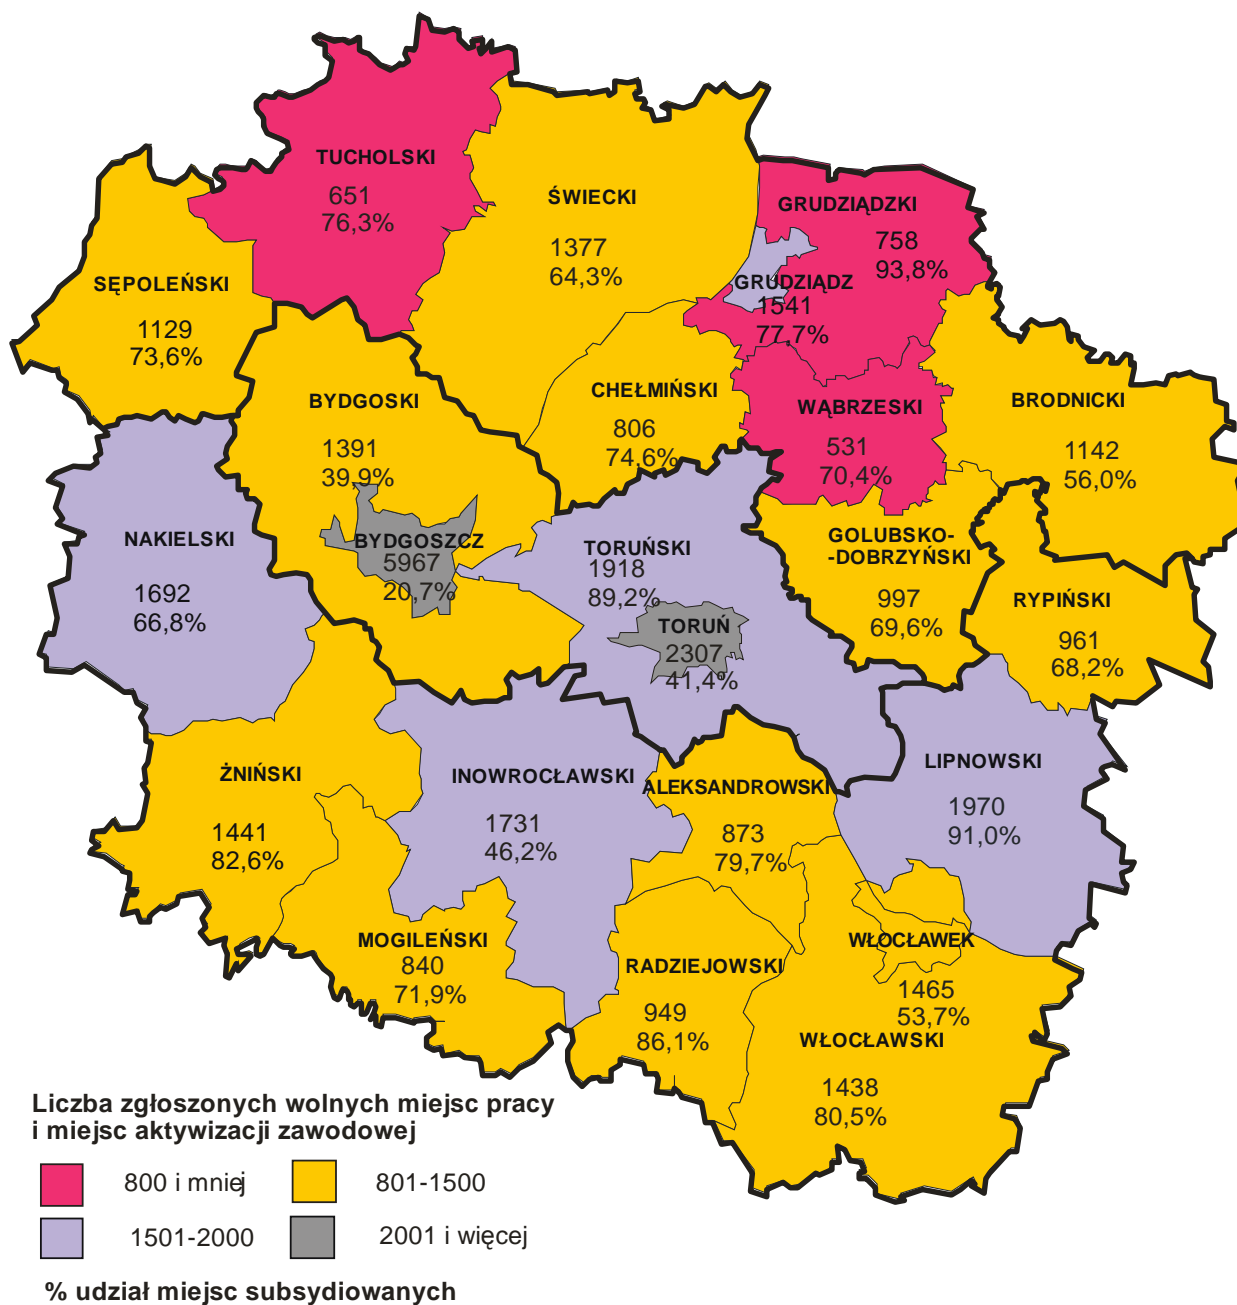 TUCHOLSKI
651
76,3%
ŚWIECKI
1377
64,3%
GRUDZIĄDZKI
758
93,8%
GRUDZIĄDZ
1541
77,7%
SĘPOLEŃSKI
1129
73,6%
BYDGOSKI
1391
39,9%
CHEŁMIŃSKI
806
74,6%
WĄBRZESKI
531
70,4%
BRODNICKI
1142
56,0%
NAKIELSKI
1692
66,8%
BYDGOSZCZ
5967
20,7%
TORUŃSKI
1918
89,2%
GOLUBSKO-
-DOBRZYŃSKI
997
69,6%
RYPIŃSKI
961
68,2%
TORUŃ
2307
41,4%
ŻNIŃSKI
1441
82,6%
INOWROCŁAWSKI
1731
46,2%
ALEKSANDROWSKI
873
79,7%
LIPNOWSKI
1970
91,0%
MOGILEŃSKI
840
71,9%
RADZIEJOWSKI
949
86,1%
WŁOCŁAWEK
1465
53,7%
WŁOCŁAWSKI
1438
80,5%
Liczba zgłoszonych wolnych miejsc pracy
i miejsc aktywizacji zawodowej
800 i mniej
801-1500
1501-2000
2001 i więcej
% udział miejsc subsydiowanych